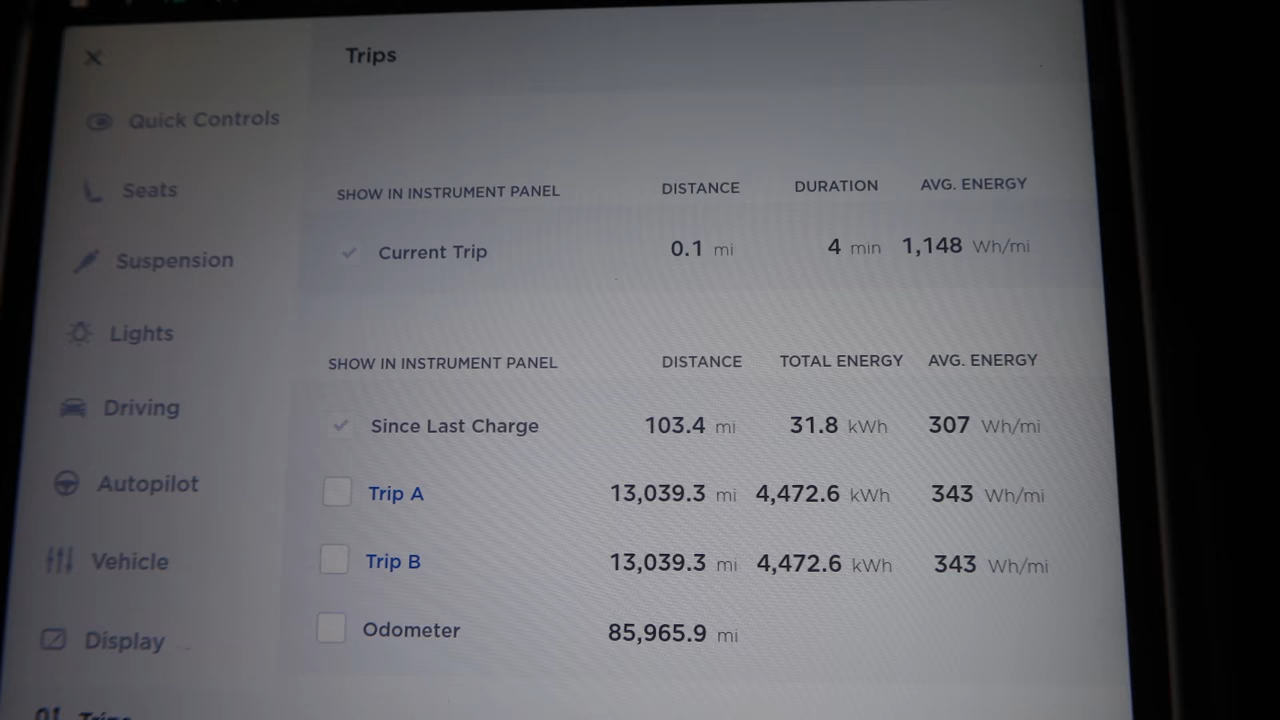 Trips
Quick Controls
Seats
Suspension
Lights
Driving
Autopilot
Vehicle
Display
Trips
SHOW IN INSTRUMENT PANEL DISTANCE DURATION AVG. ENERGY
Current Trip 0.1 mi 4 min 1,148 Wh/mi
SHOW IN INSTRUMENT PANEL DISTANCE TOTAL ENERGY AVG. ENERGY
Since Last Charge 103.4 mi 31.8 kWh 307 Wh/mi
Trip A 13,039.3 mi 4,472.6 kWh 343 Wh/mi
Trip B 13,039.3 mi 4,472.6 kWh 343 Wh/mi
Odometer 85,965.9 mi